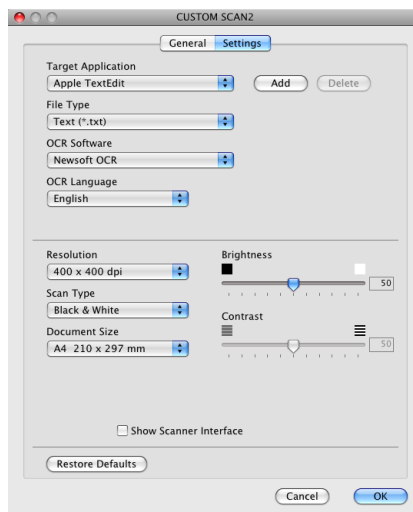 CUSTOM SCAN2
General Settings
Target Application
Apple TextEdit Add Delete
File Type
Text (*.txt)
OCR Software
Newsoft OCR
OCR Language
English
Resolution Brightness
400 x 400 dpi
50
Scan Type
Black & White Contrast
Document Size
A4 210 x 297 mm 50
Show Scanner Interface
Restore Defaults
Cancel OK